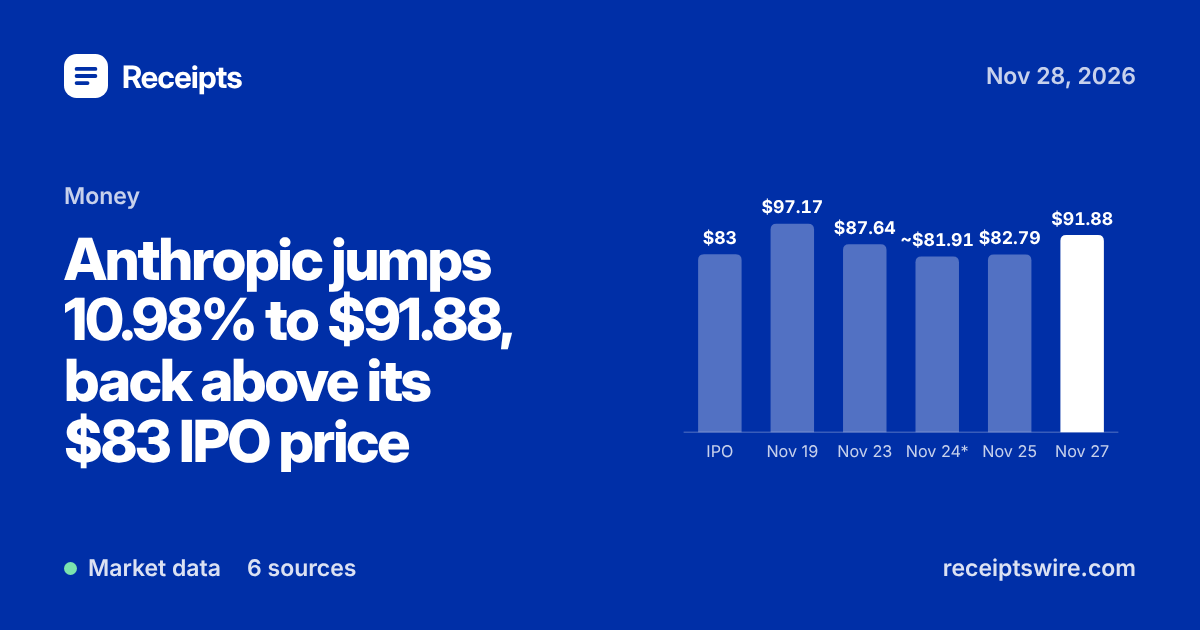 Receipts
Nov 28, 2026
Money
Anthropic jumps
10.98% to $91.88,
back above its
$83 IPO price
$83
$97.17
$87.64
~$81.91
$82.79
$91.88
IPO
Nov 19
Nov 23
Nov 24*
Nov 25
Nov 27
Market data
6 sources
receiptswire.com